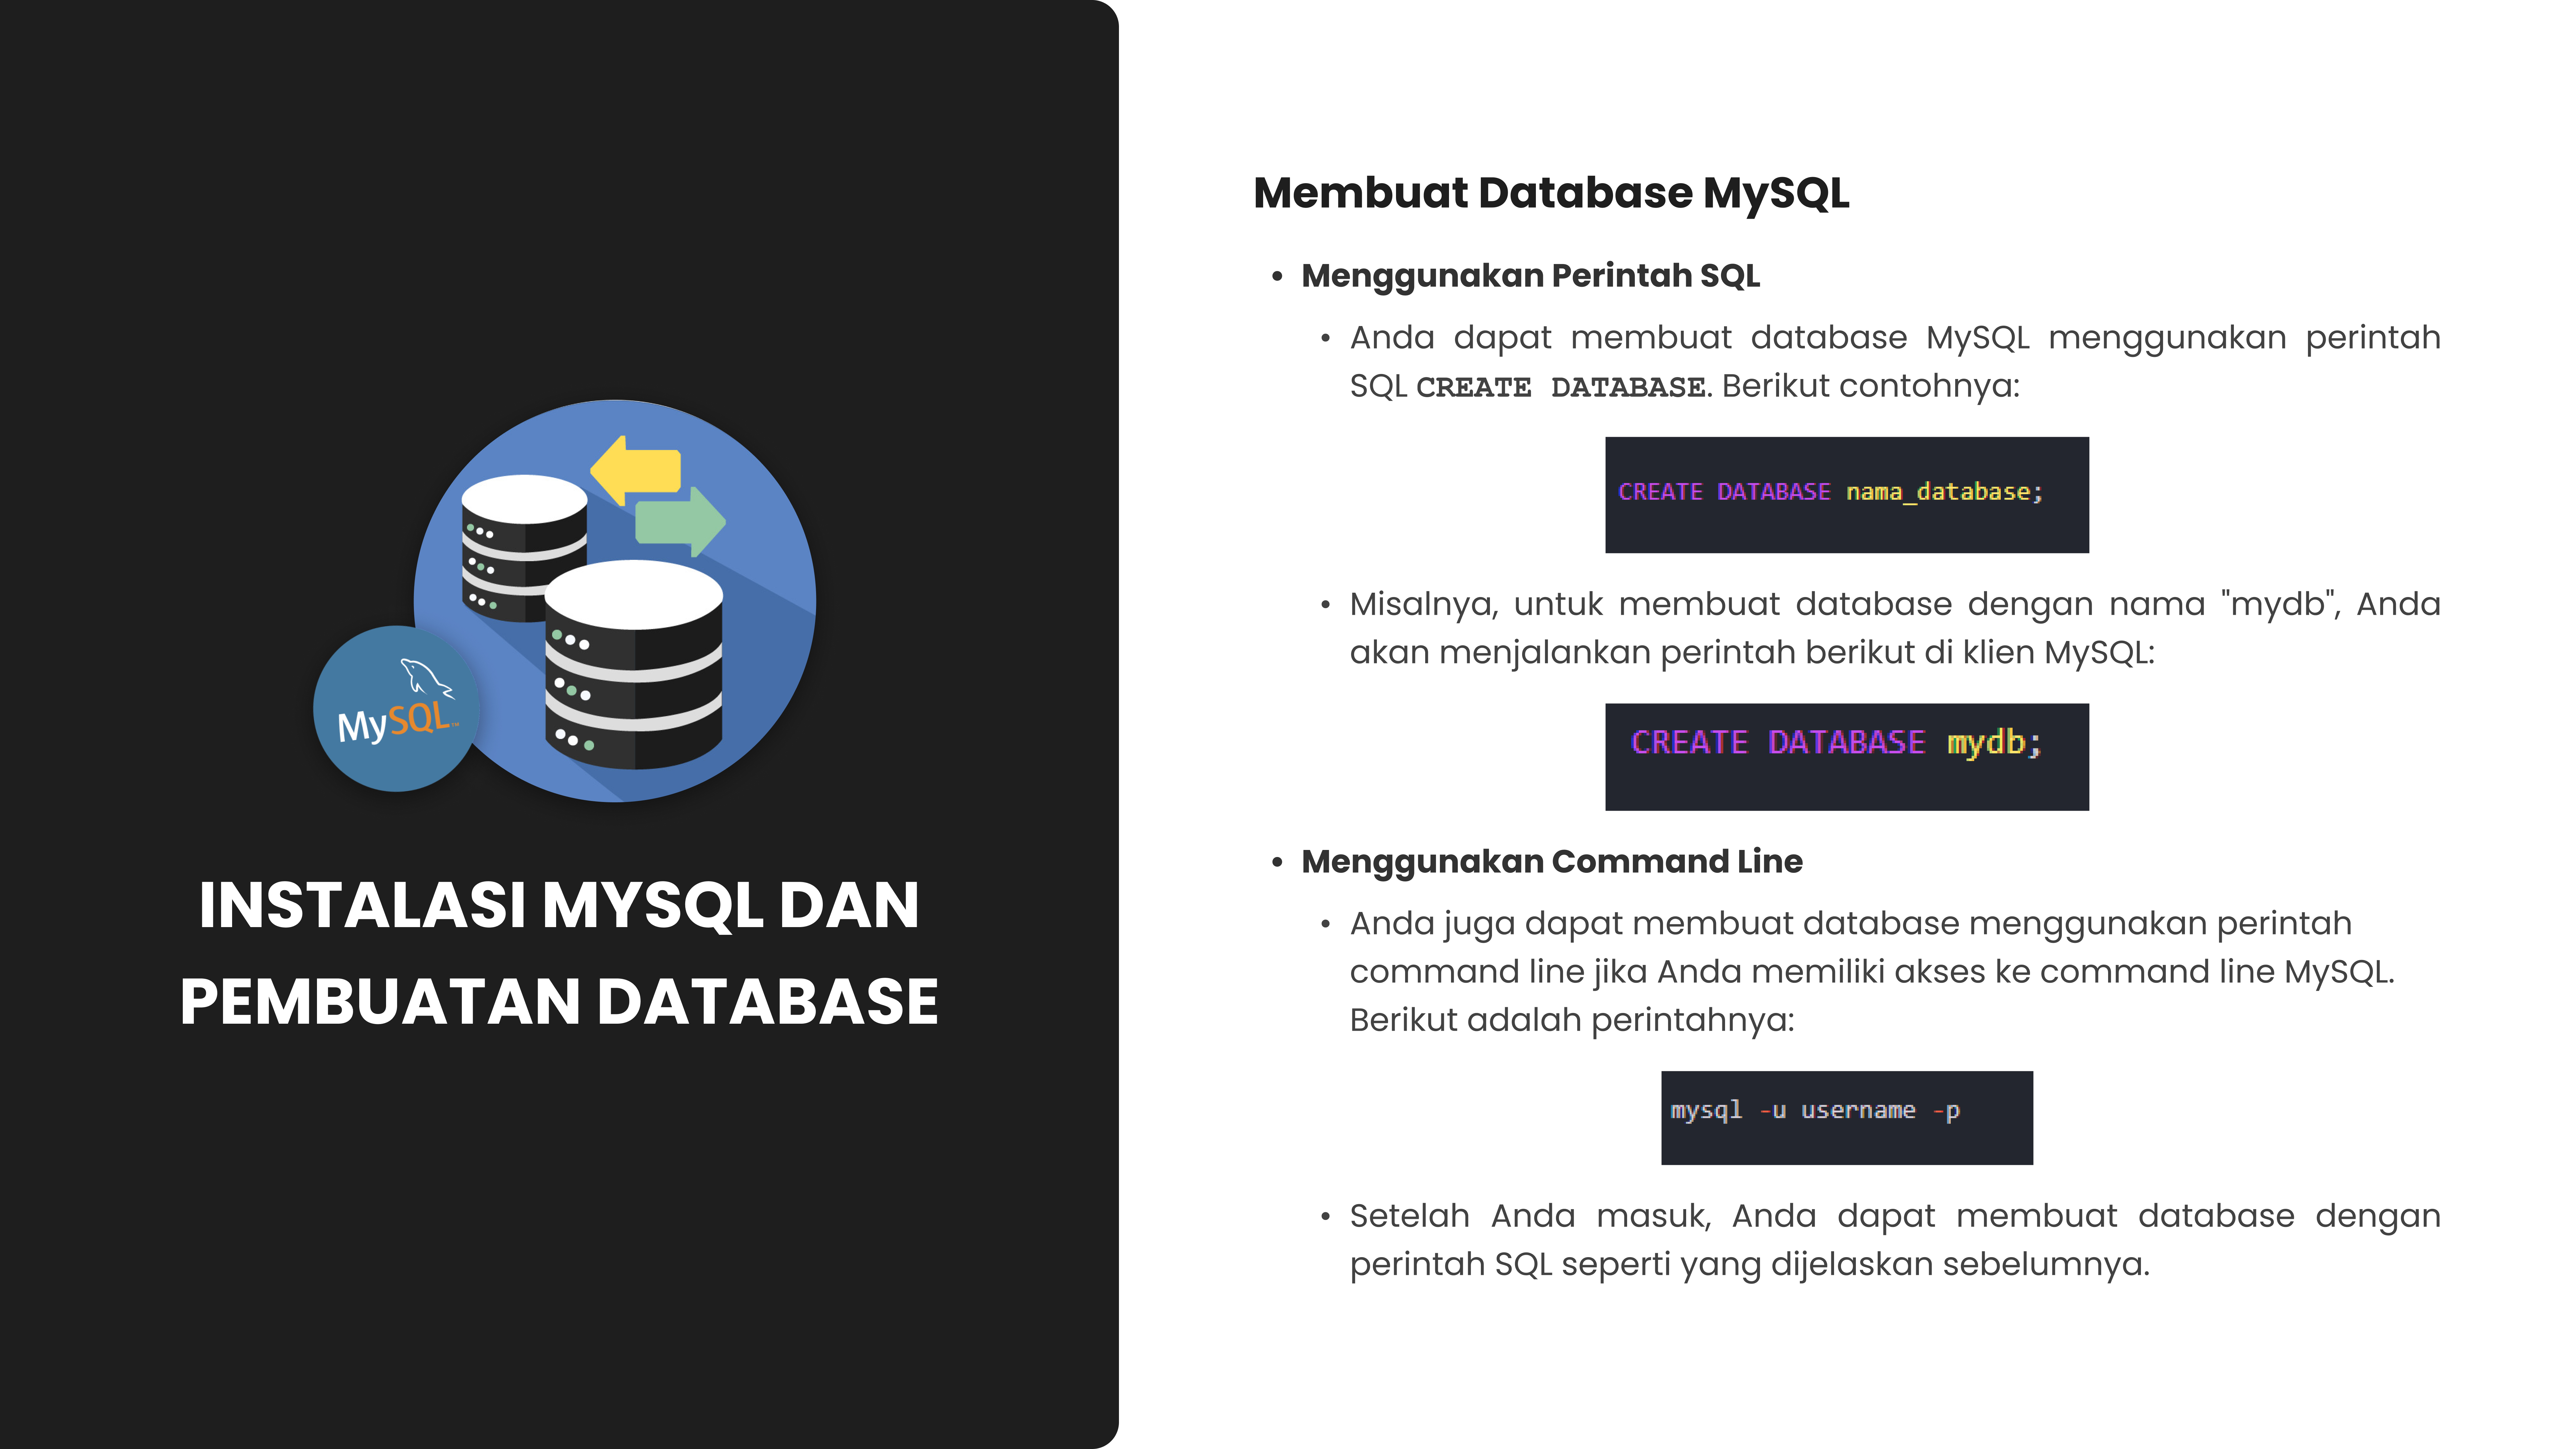 MySQL™
INSTALASI MYSQL DAN
PEMBUATAN DATABASE
Membuat Database MySQL
• Menggunakan Perintah SQL
• Anda dapat membuat database MySQL menggunakan perintah
SQL CREATE DATABASE. Berikut contohnya:
CREATE DATABASE nama_database;
• Misalnya, untuk membuat database dengan nama "mydb", Anda
akan menjalankan perintah berikut di klien MySQL:
CREATE DATABASE mydb;
• Menggunakan Command Line
• Anda juga dapat membuat database menggunakan perintah
command line jika Anda memiliki akses ke command line MySQL.
Berikut adalah perintahnya:
mysql -u username -p
• Setelah Anda masuk, Anda dapat membuat database dengan
perintah SQL seperti yang dijelaskan sebelumnya.